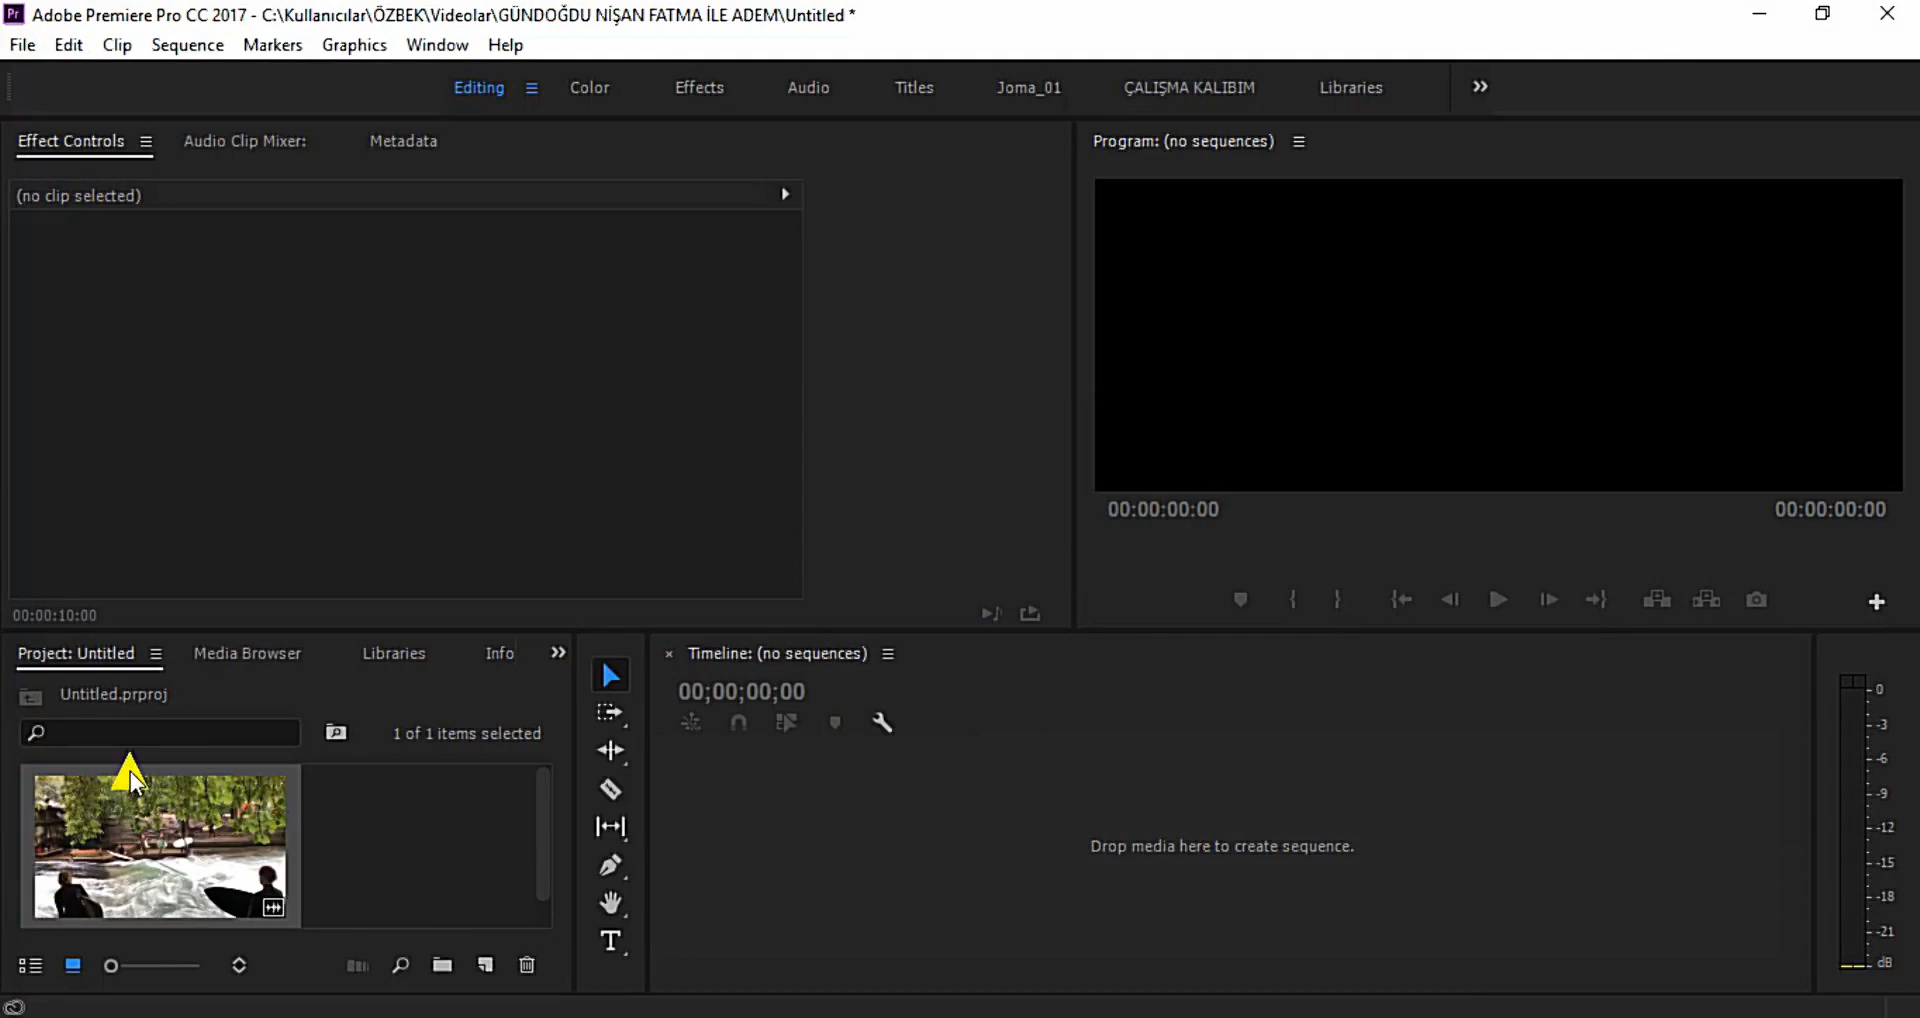 Adobe Premiere Pro CC 2017 - C:\Kullanıcılar\ÖZBEK\Videolar\GÜNDOĞDU NİŞAN FATMA İLE ADEM\Untitled *
File Edit Clip Sequence Markers Graphics Window Help
Editing Color Effects Audio Titles Joma_01 ÇALIŞMA KALIBIM Libraries
Effect Controls Audio Clip Mixer: Metadata
Program: (no sequences)
(no clip selected)
00:00:00:00 00:00:00:00
00:00:10:00
Project: Untitled Media Browser Libraries Info
Timeline: (no sequences)
Untitled.prproj
00;00;00;00
1 of 1 items selected
Drop media here to create sequence.
0
-3
-6
-9
-12
-15
-18
-21
dB